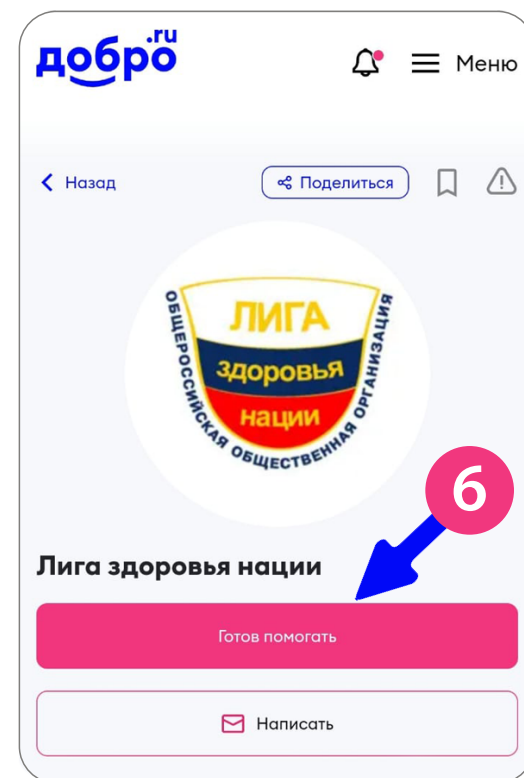 добро.ru
Меню
Назад
Поделиться
ЛИГА
здоровья
нации
ОБЩЕРОССИЙСКАЯ ОБЩЕСТВЕННАЯ ОРГАНИЗАЦИЯ
6
Лига здоровья нации
Готов помогать
Написать